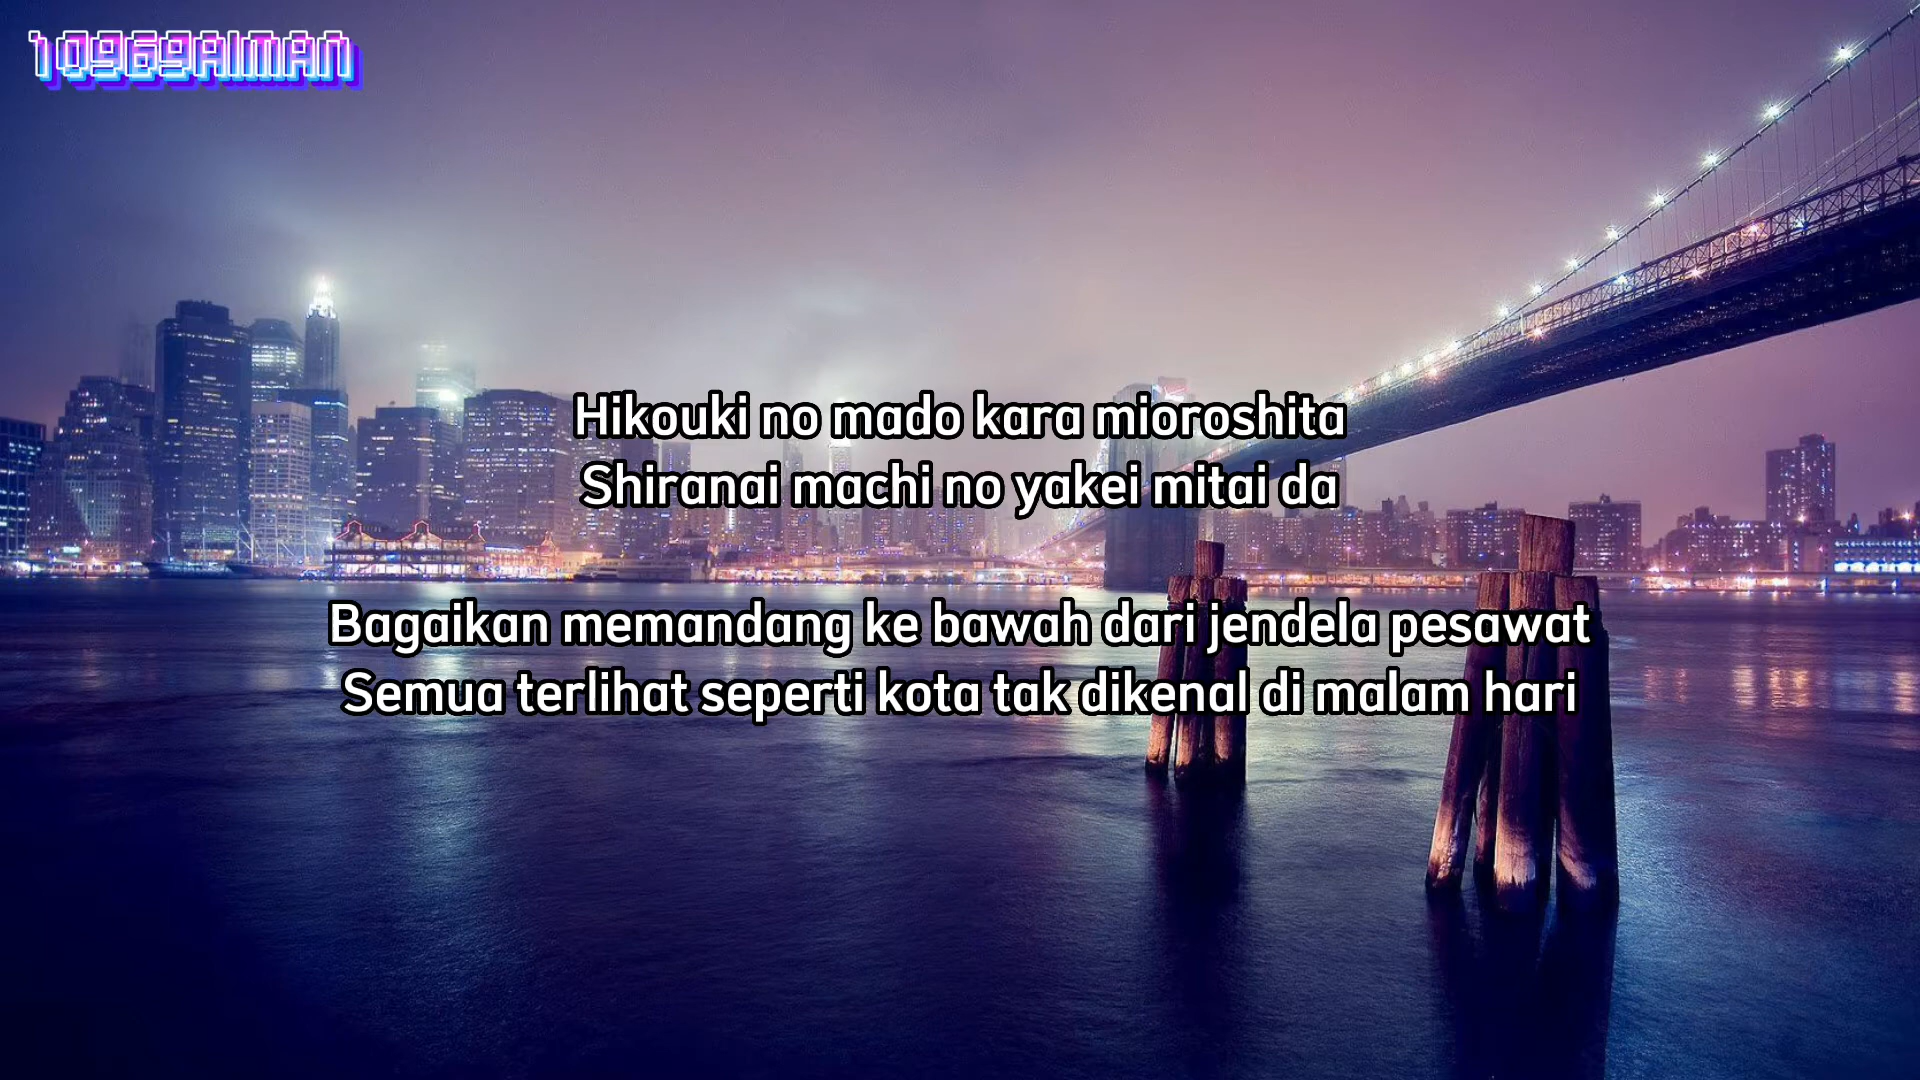 10969AIMAN
Hikouki no mado kara mioroshita
Shiranai machi no yakei mitai da
Bagaikan memandang ke bawah dari jendela pesawat
Semua terlihat seperti kota tak dikenal di malam hari